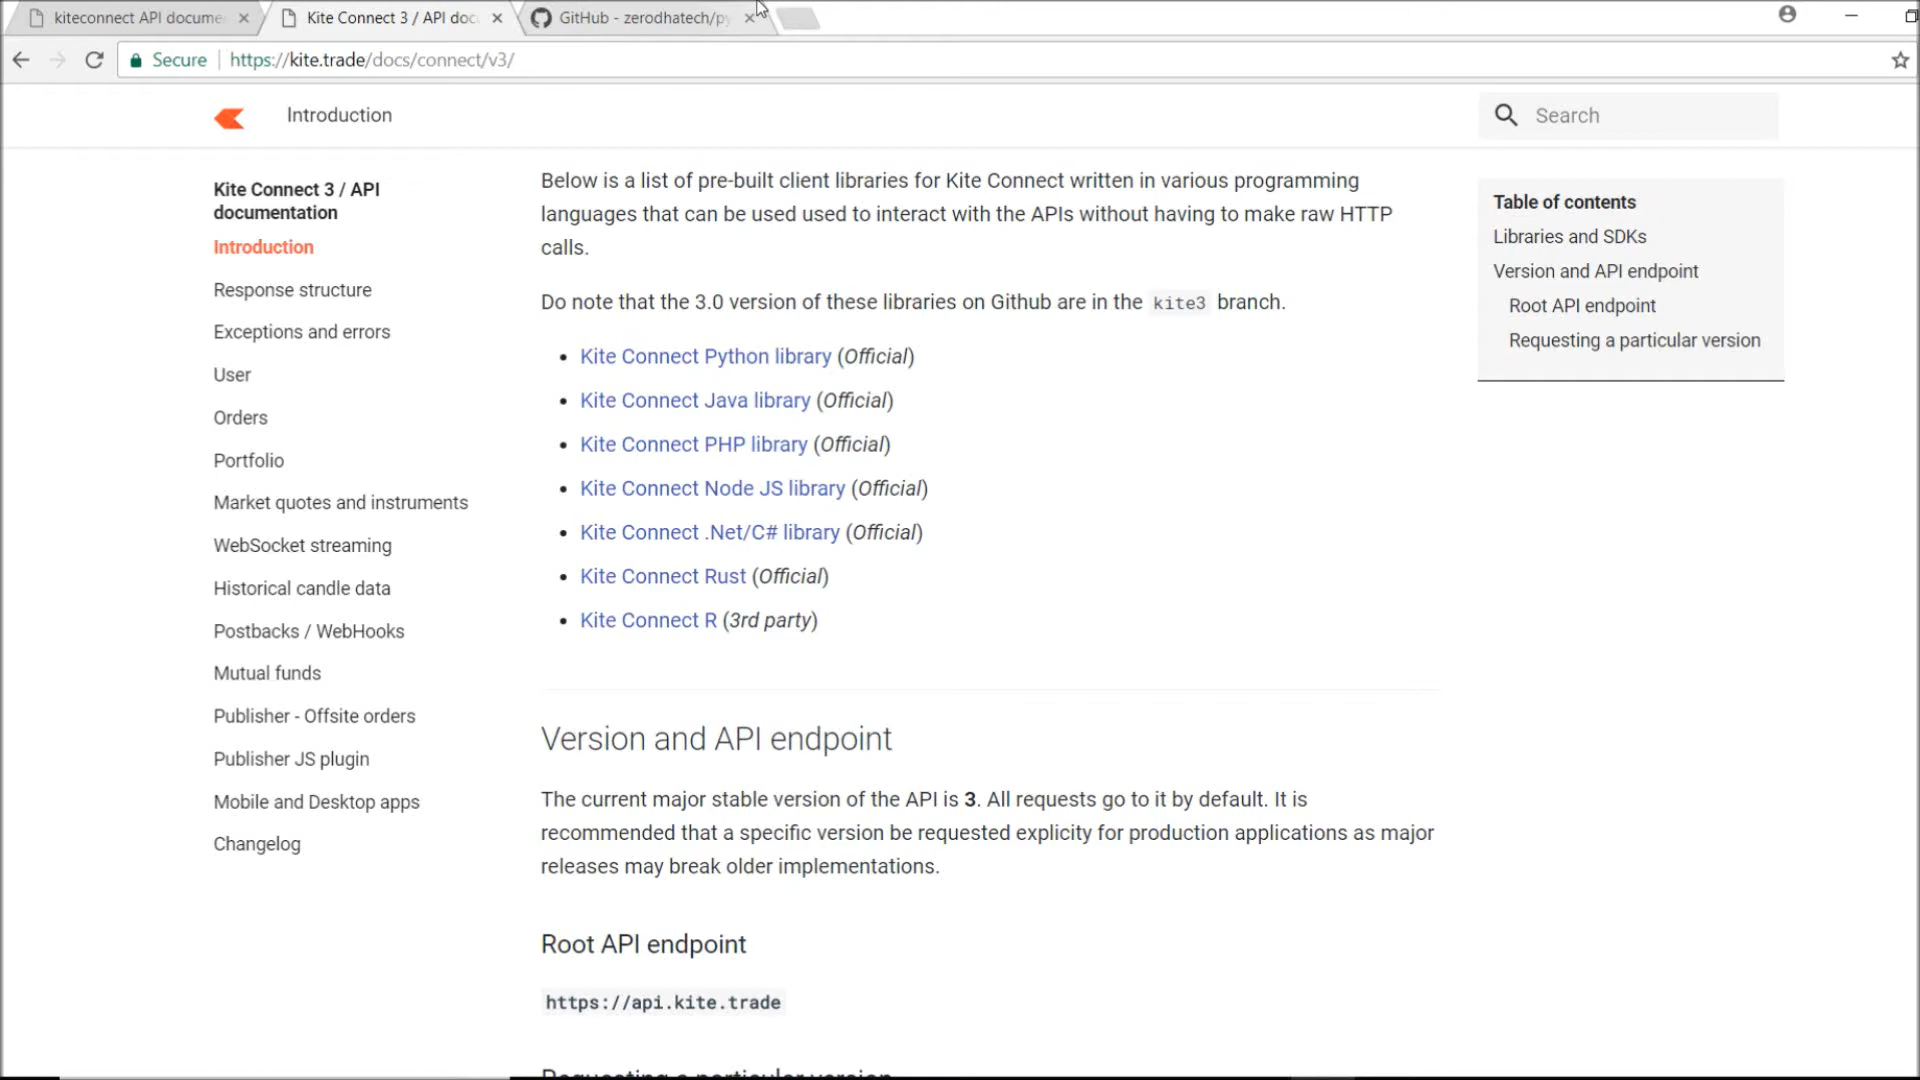 kiteconnect API docume
Kite Connect 3 / API doc
GitHub - zerodhatech/py
Secure
https://kite.trade/docs/connect/v3/
Introduction
Search
Kite Connect 3 / API
documentation
Introduction
Response structure
Exceptions and errors
User
Orders
Portfolio
Market quotes and instruments
WebSocket streaming
Historical candle data
Postbacks / WebHooks
Mutual funds
Publisher - Offsite orders
Publisher JS plugin
Mobile and Desktop apps
Changelog
Below is a list of pre-built client libraries for Kite Connect written in various programming
languages that can be used used to interact with the APIs without having to make raw HTTP
calls.
Do note that the 3.0 version of these libraries on Github are in the kite3 branch.
• Kite Connect Python library (Official)
• Kite Connect Java library (Official)
• Kite Connect PHP library (Official)
• Kite Connect Node JS library (Official)
• Kite Connect .Net/C# library (Official)
• Kite Connect Rust (Official)
• Kite Connect R (3rd party)
Version and API endpoint
The current major stable version of the API is 3. All requests go to it by default. It is
recommended that a specific version be requested explicity for production applications as major
releases may break older implementations.
Root API endpoint
https://api.kite.trade
Requesting a particular version
Table of contents
Libraries and SDKs
Version and API endpoint
Root API endpoint
Requesting a particular version